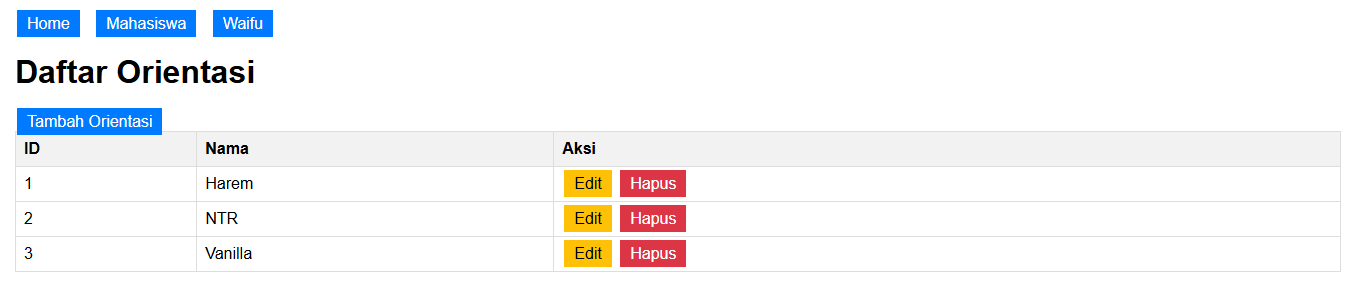 Home Mahasiswa Waifu
Daftar Orientasi
Tambah Orientasi
ID Nama Aksi
1 Harem Edit Hapus
2 NTR Edit Hapus
3 Vanilla Edit Hapus